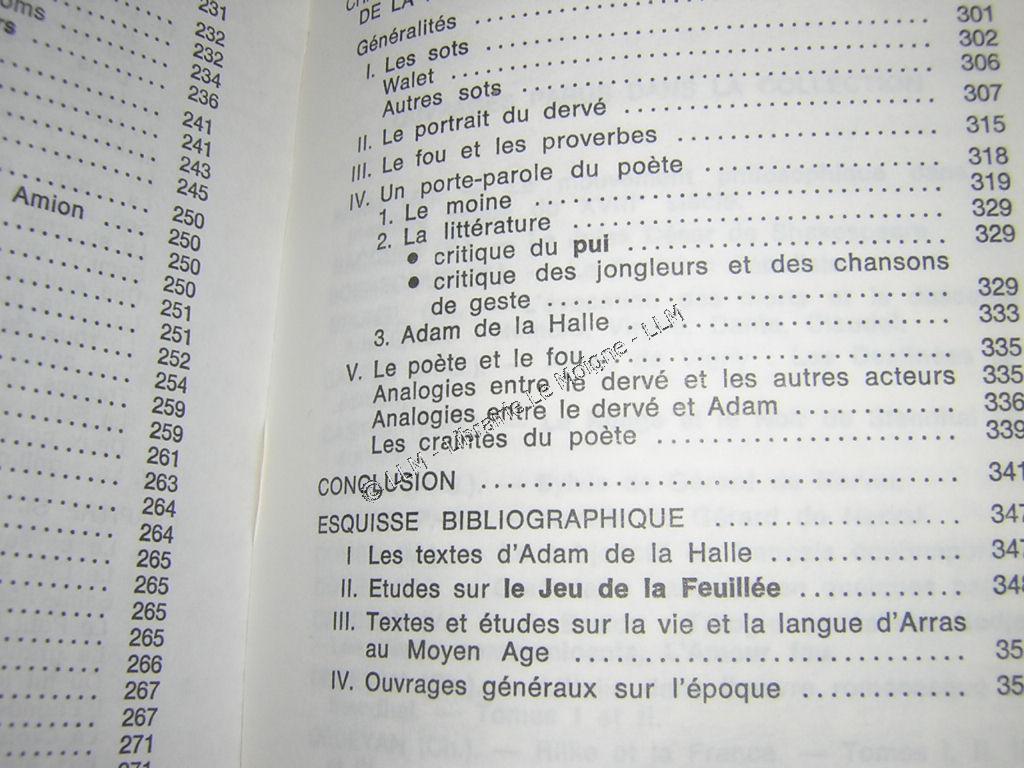 oms
rs
Amion
231
232
232
234
236
241
241
243
245
250
250
250
250
251
251
252
254
259
259
261
263
264
264
265
265
265
265
266
267
267
271
271
DE LA
Généralités
I. Les sots 301
Walet 302
Autres sots 306
II. Le portrait du dervé 307
III. Le fou et les proverbes 315
IV. Un porte-parole du poète 318
1. Le moine 319
2. La littérature 329
• critique du pui 329
• critique des jongleurs et des chansons
de geste 329
3. Adam de la Halle 333
V. Le poète et le fou 335
Analogies entre le dervé et les autres acteurs 335
Analogies entre le dervé et Adam 336
Les craintes du poète 339
CONCLUSION 341
ESQUISSE BIBLIOGRAPHIQUE 347
I Les textes d'Adam de la Halle 347
II. Etudes sur le Jeu de la Feuillée 348
III. Textes et études sur la vie et la langue d'Arras
au Moyen Age 35
IV. Ouvrages généraux sur l'époque 35
© LLM - Librairie Le Moigne - LLM